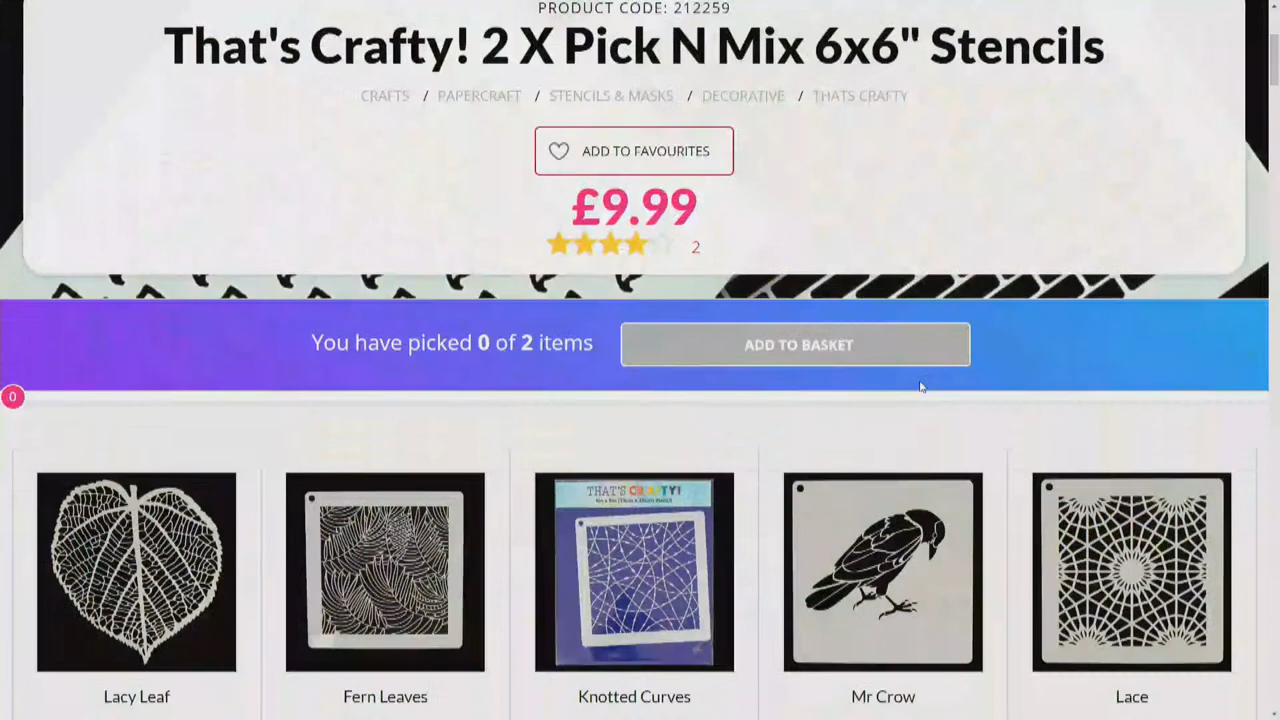 PRODUCT CODE: 212259
That's Crafty! 2 X Pick N Mix 6x6" Stencils
CRAFTS / PAPERCRAFT / STENCILS & MASKS / DECORATIVE / THATS CRAFTY
ADD TO FAVOURITES
£9.99
2
You have picked 0 of 2 items
ADD TO BASKET
0
THAT'S CRAFTY!
Lacy Leaf
Fern Leaves
Knotted Curves
Mr Crow
Lace